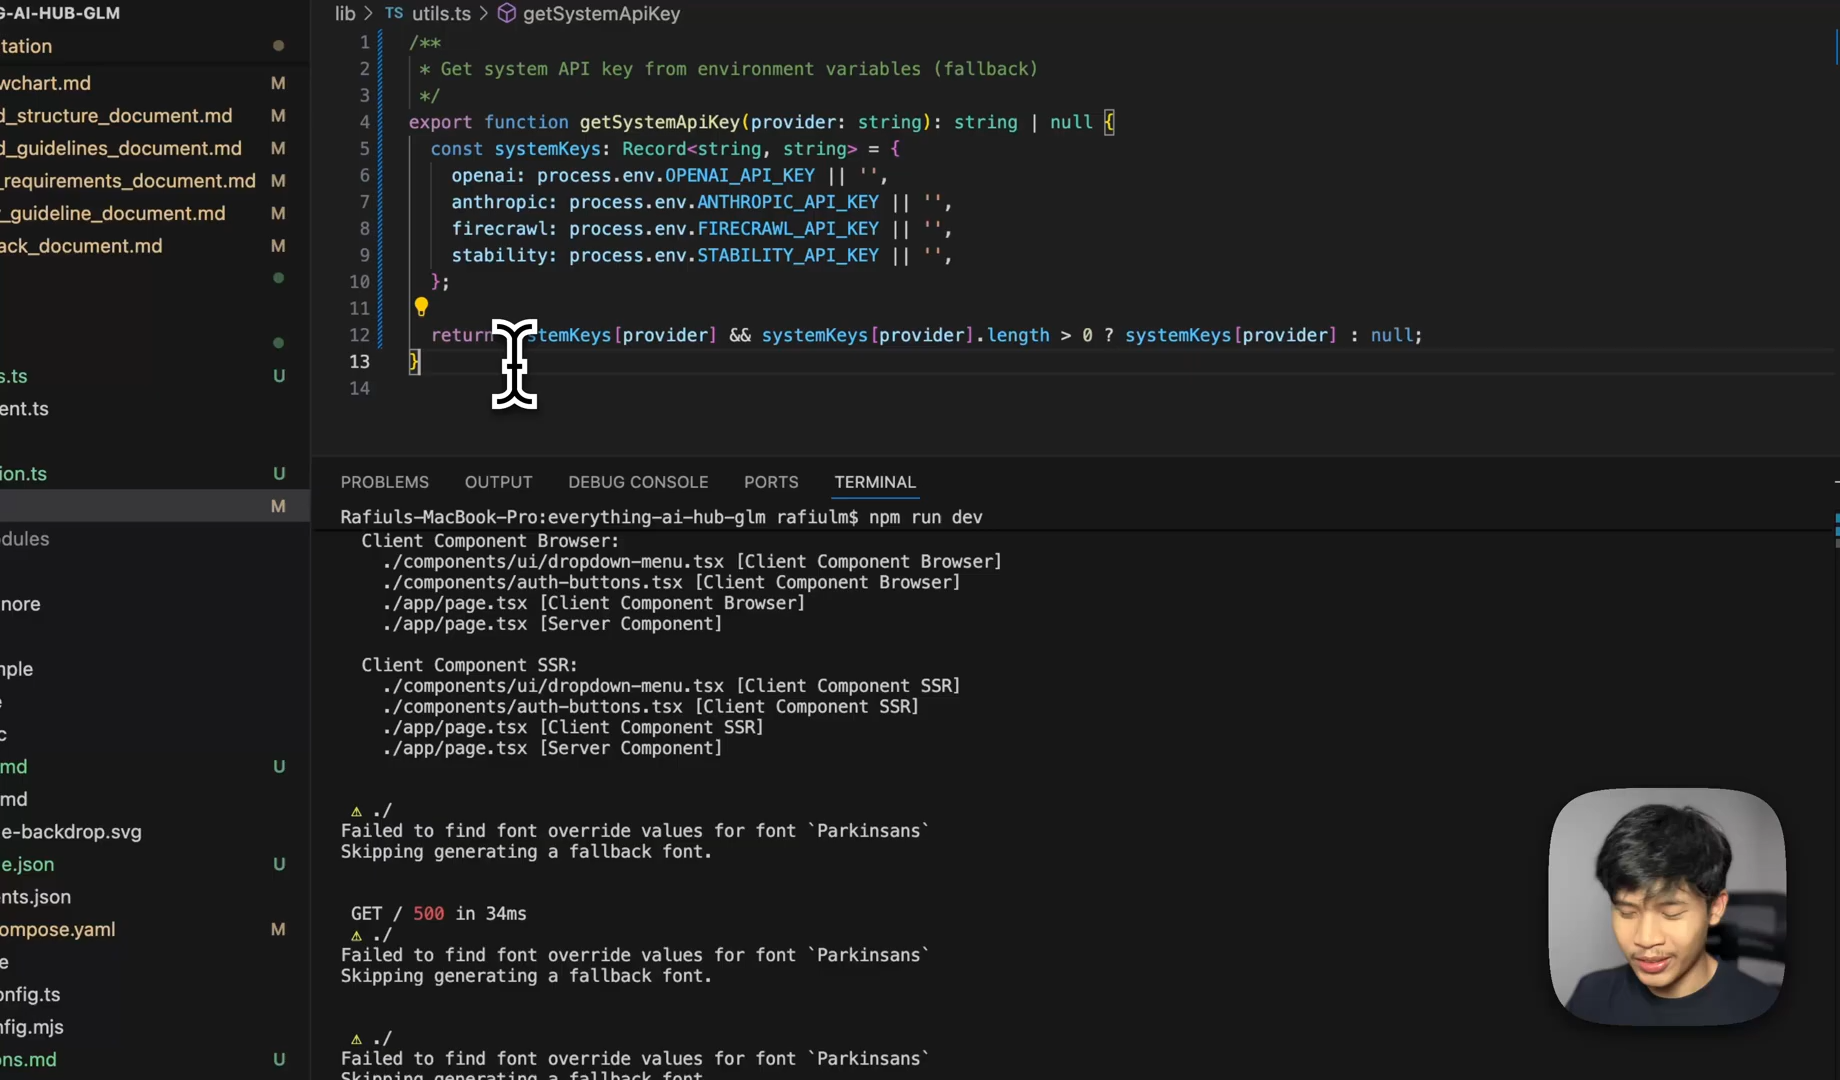 G-AI-HUB-GLM
tation
wchart.md M
d_structure_document.md M
d_guidelines_document.md M
_requirements_document.md M
y_guideline_document.md M
ack_document.md M
s.ts U
ent.ts
ion.ts U
M
dules
nore
mple
e
c
md U
md
e-backdrop.svg
e.json U
nts.json
ompose.yaml M
e
onfig.ts
nfig.mjs
ons.md U
lib > TS utils.ts > getSystemApiKey
1 /**
2 * Get system API key from environment variables (fallback)
3 */
4 export function getSystemApiKey(provider: string): string | null {
5 const systemKeys: Record<string, string> = {
6 openai: process.env.OPENAI_API_KEY || '',
7 anthropic: process.env.ANTHROPIC_API_KEY || '',
8 firecrawl: process.env.FIRECRAWL_API_KEY || '',
9 stability: process.env.STABILITY_API_KEY || '',
10 };
11
12 return stemKeys[provider] && systemKeys[provider].length > 0 ? systemKeys[provider] : null;
13 }
14
PROBLEMS OUTPUT DEBUG CONSOLE PORTS TERMINAL
Rafiuls-MacBook-Pro:everything-ai-hub-glm rafiulm$ npm run dev
Client Component Browser:
./components/ui/dropdown-menu.tsx [Client Component Browser]
./components/auth-buttons.tsx [Client Component Browser]
./app/page.tsx [Client Component Browser]
./app/page.tsx [Server Component]
Client Component SSR:
./components/ui/dropdown-menu.tsx [Client Component SSR]
./components/auth-buttons.tsx [Client Component SSR]
./app/page.tsx [Client Component SSR]
./app/page.tsx [Server Component]
⚠ ./
Failed to find font override values for font `Parkinsans`
Skipping generating a fallback font.
GET / 500 in 34ms
⚠ ./
Failed to find font override values for font `Parkinsans`
Skipping generating a fallback font.
⚠ ./
Failed to find font override values for font `Parkinsans`
Skipping generating a fallback font.